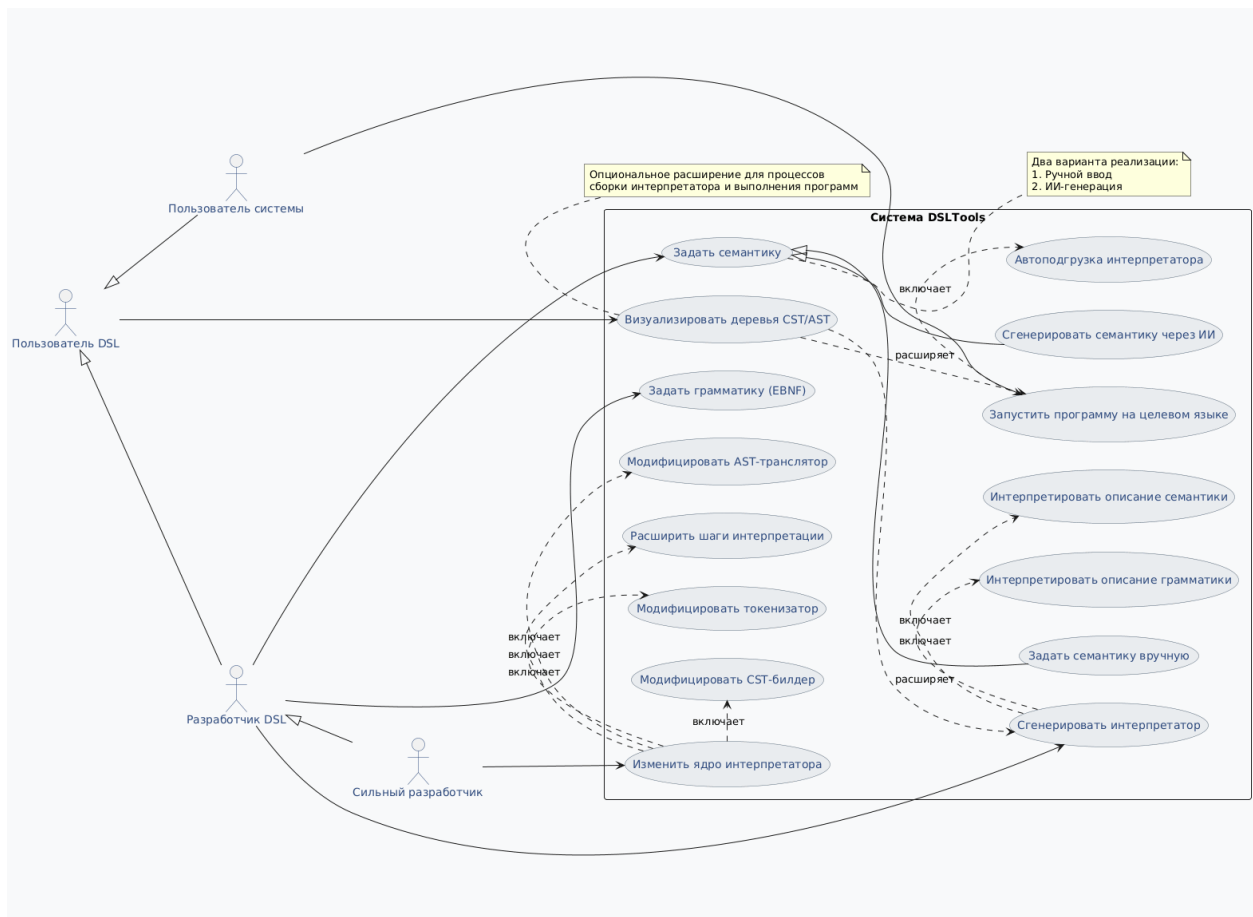 Два варианта реализации:
1. Ручной ввод
2. ИИ-генерация
Опциональное расширение для процессов
сборки интерпретатора и выполнения программ
Пользователь системы
Система DSLTools
Задать семантику
Автоподгрузка интерпретатора
включает
Визуализировать деревья CST/AST
Сгенерировать семантику через ИИ
Пользователь DSL
расширяет
Задать грамматику (EBNF)
Запустить программу на целевом языке
Модифицировать AST-транслятор
Интерпретировать описание семантики
Расширить шаги интерпретации
Интерпретировать описание грамматики
Модифицировать токенизатор
включает
включает
включает
включает
включает
Задать семантику вручную
Модифицировать CST-билдер
расширяет
Разработчик DSL
включает
Сгенерировать интерпретатор
Изменить ядро интерпретатора
Сильный разработчик